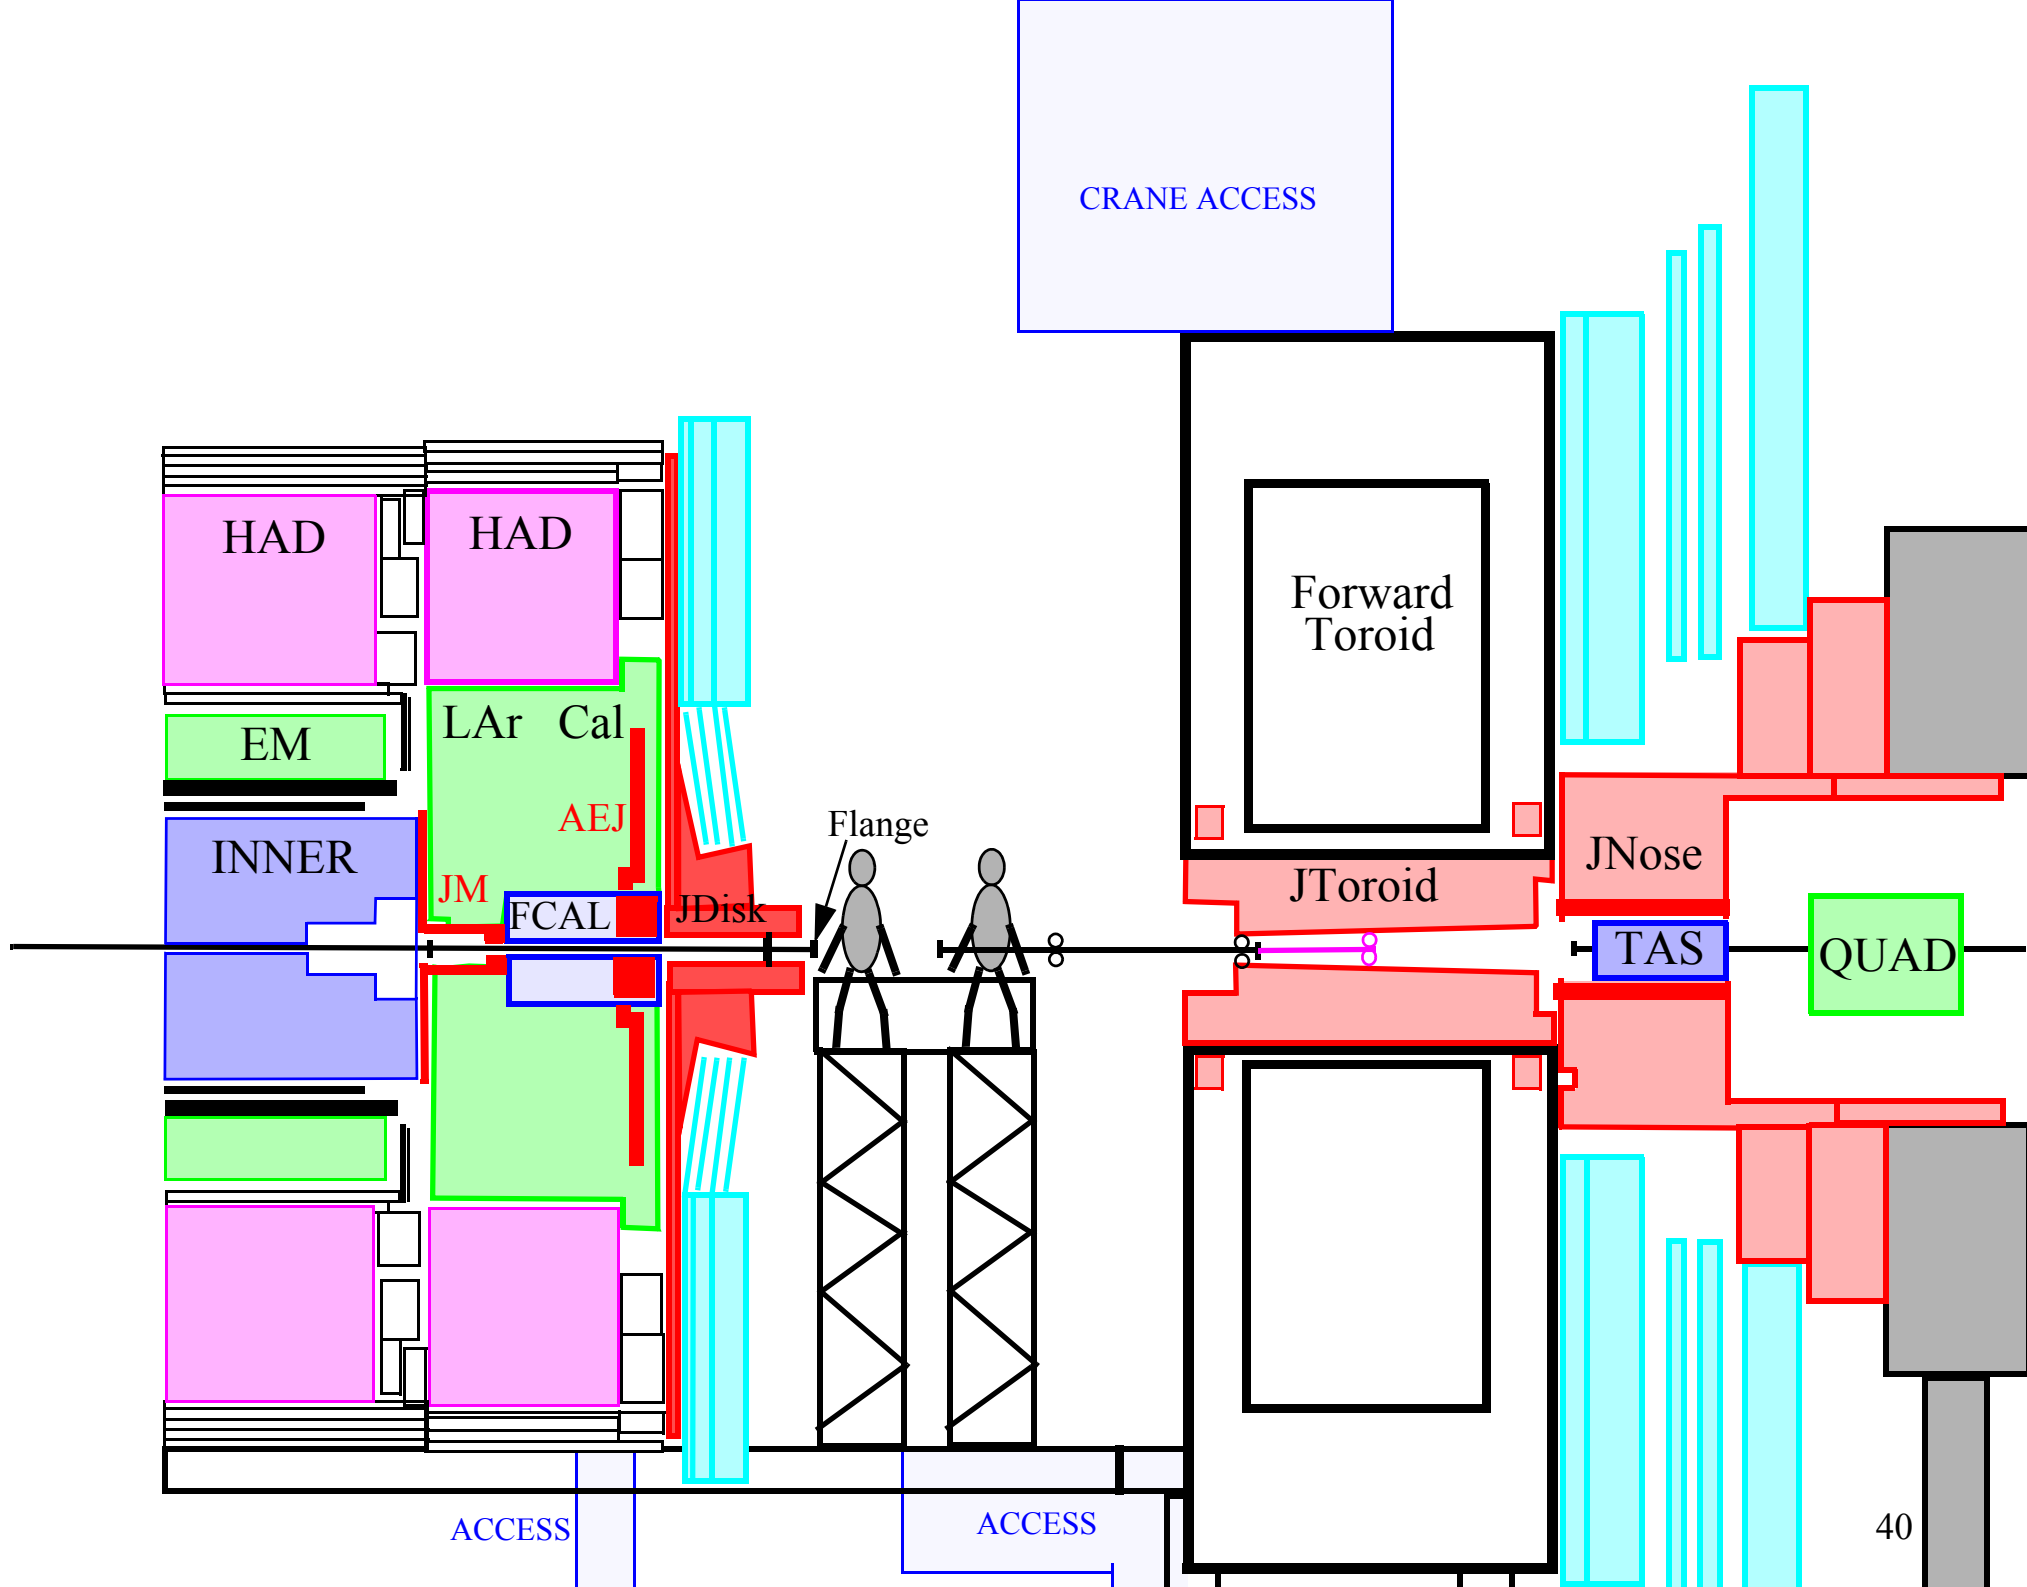 CRANE ACCESS
HAD
HAD
Forward
Toroid
LAr Cal
EM
AEJ
Flange
INNER
JM
JNose
JToroid
FCAL
JDisk
TAS
QUAD
ACCESS
ACCESS
40